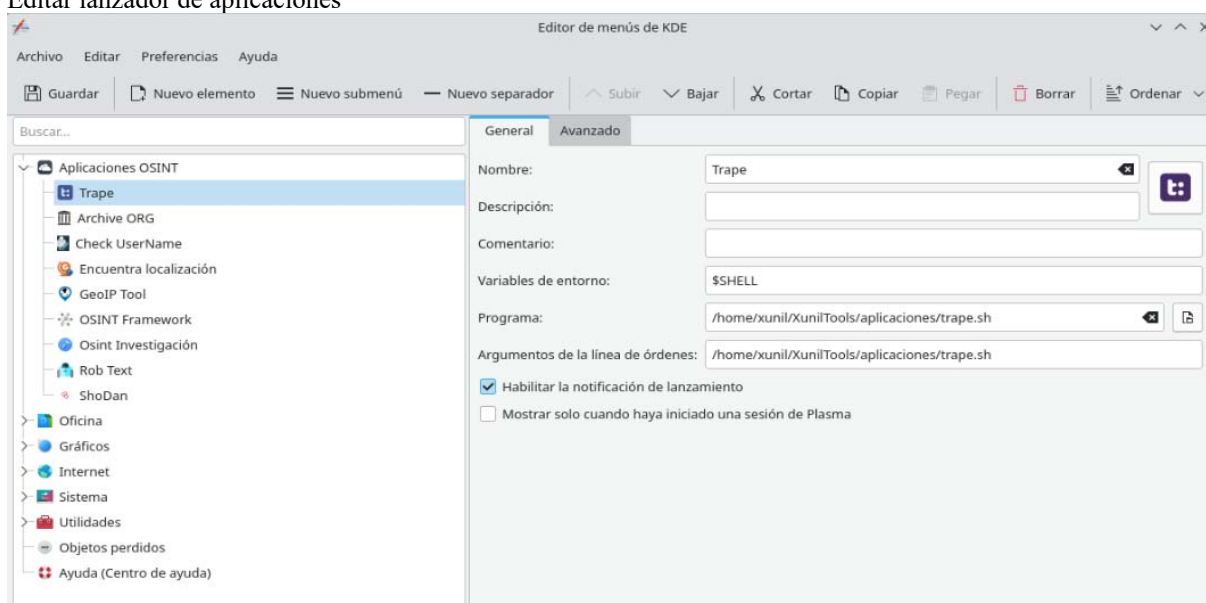 Editar lanzador de aplicaciones
Editor de menús de KDE
Archivo Editar Preferencias Ayuda
Guardar Nuevo elemento Nuevo submenú Nuevo separador Subir Bajar Cortar Copiar Pegar Borrar Ordenar
Buscar...
General Avanzado
Aplicaciones OSINT
Trape
Archive ORG
Check UserName
Encuentra localización
GeoIP Tool
OSINT Framework
Osint Investigación
Rob Text
ShoDan
Oficina
Gráficos
Internet
Sistema
Utilidades
Objetos perdidos
Ayuda (Centro de ayuda)
Nombre: Trape
t:
Descripción:
Comentario:
Variables de entorno: $SHELL
Programa: /home/xunil/XunilTools/aplicaciones/trape.sh
Argumentos de la línea de órdenes: /home/xunil/XunilTools/aplicaciones/trape.sh
Habilitar la notificación de lanzamiento
Mostrar solo cuando haya iniciado una sesión de Plasma